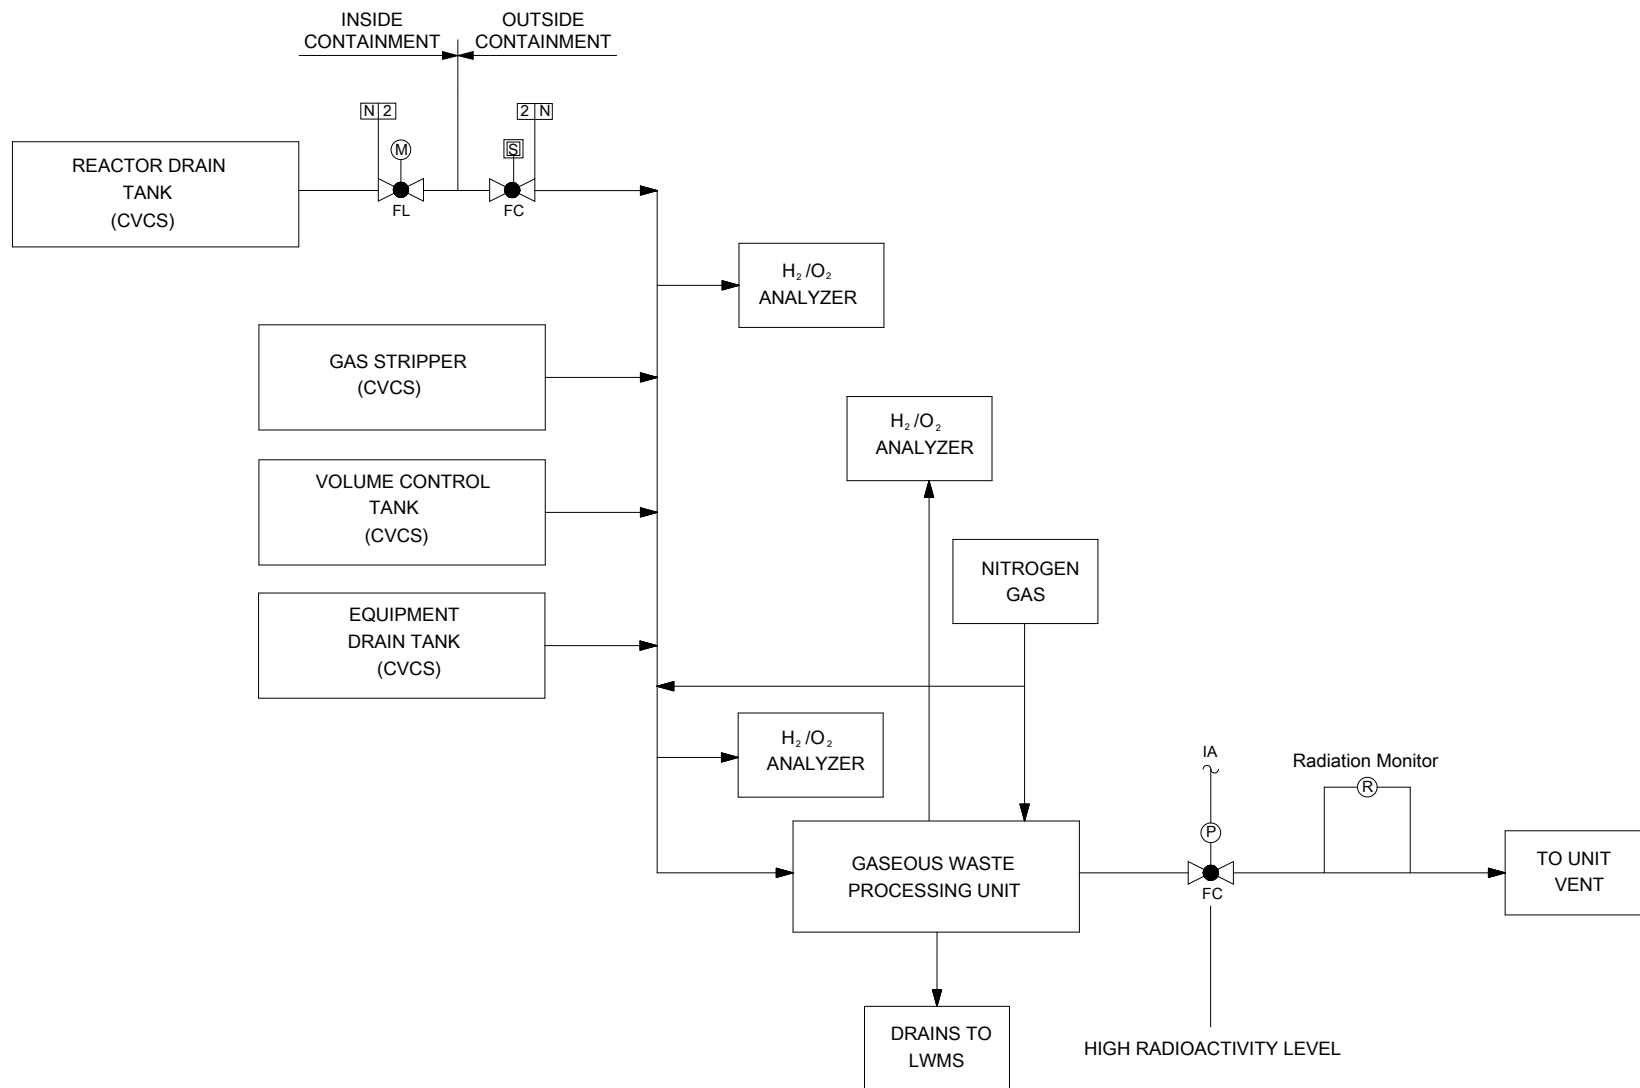 INSIDE
CONTAINMENT
OUTSIDE
CONTAINMENT
N 2
2 N
M
S
FL
FC
REACTOR DRAIN
TANK
(CVCS)
H₂/O₂
ANALYZER
GAS STRIPPER
(CVCS)
H₂/O₂
ANALYZER
VOLUME CONTROL
TANK
(CVCS)
NITROGEN
GAS
EQUIPMENT
DRAIN TANK
(CVCS)
H₂/O₂
ANALYZER
IA
P
FC
Radiation Monitor
R
GASEOUS WASTE
PROCESSING UNIT
TO UNIT
VENT
DRAINS TO
LWMS
HIGH RADIOACTIVITY LEVEL